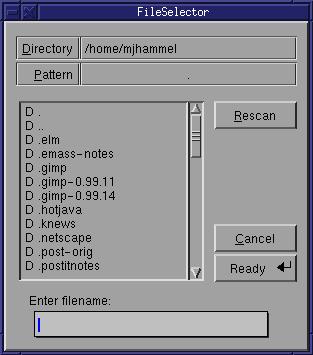 FileSelector
Directory /home/mjhammel
Pattern .
D .
D ..
D .elm
D .emass-notes
D .gimp
D .gimp-0.99.11
D .gimp-0.99.14
D .hotjava
D .knews
D .netscape
D .post-orig
D .postitnotes
Rescan
Cancel
Ready
Enter filename: